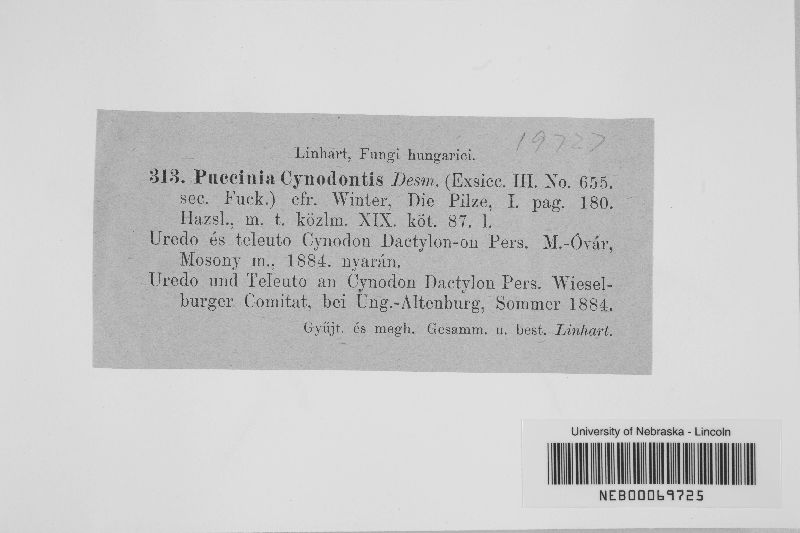 19727
Linhart, Fungi hungarici.
313. Puccinia Cynodontis Desm. (Exsicc. III. No. 655.
sec. Fuck.) cfr. Winter, Die Pilze, I. pag. 180.
Hazsl., m. t. közlm. XIX. köt. 87. l.
Uredo és teleuto Cynodon Dactylon-on Pers. M.-Óvár,
Mosony m., 1884. nyarán.
Uredo und Teleuto an Cynodon Dactylon Pers. Wiesel-
burger Comitat, bei Ung.-Altenburg, Sommer 1884.
Gyűjt. és megh. Gesamm. u. best. Linhart.
University of Nebraska - Lincoln
NEB00069725